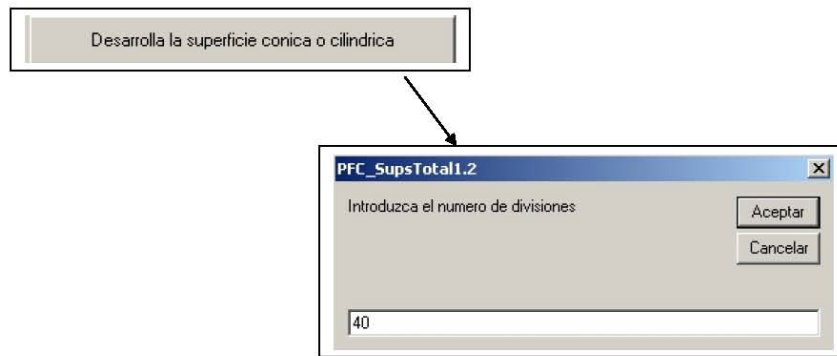 Desarrolla la superficie conica o cilindrica
PFC_SupsTotal1.2
Introduzca el numero de divisiones
Aceptar
Cancelar
40